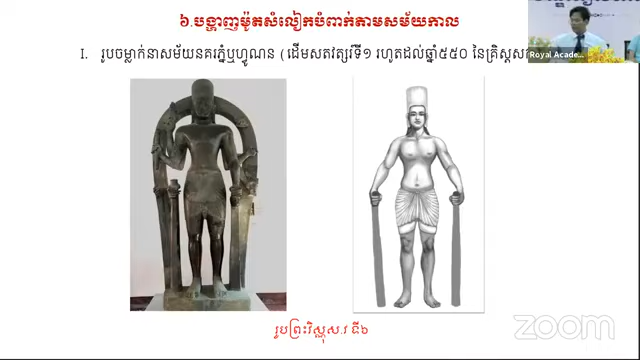 ៦.បង្ហាញម៉ូតសំលៀកបំពាក់តាមសម័យកាល
I. រូបចម្លាក់នាសម័យនគរភ្នំឬហ្វូណន ( ដើមសតវត្សរ៍ទី១ រហូតដល់ឆ្នាំ៥៥០ នៃគ្រិស្តស
Royal Acade...
រូបព្រះវិស្ណុស.វ ទី៦
zoom